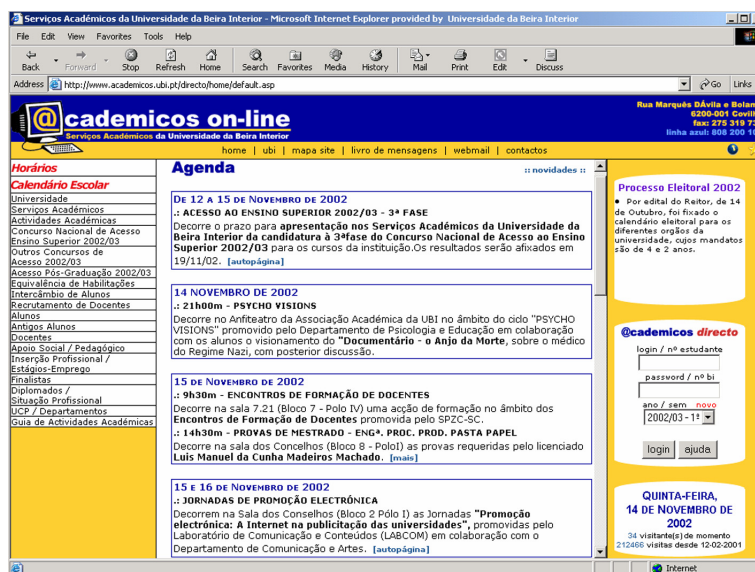 Serviços Académicos da Universidade da Beira Interior - Microsoft Internet Explorer provided by Universidade da Beira Interior
File Edit View Favorites Tools Help
Back Forward Stop Refresh Home Search Favorites Media History Mail Print Edit Discuss
Address http://www.academicos.ubi.pt/directo/home/default.asp Go Links
@cademicos on-line
Serviços Académicos da Universidade da Beira Interior
Rua Marquês DÁvila e Bolam
6200-001 Covilh
fax: 275 319 73
linha azul: 808 200 10
home | ubi | mapa site | livro de mensagens | webmail | contactos
Horários
Calendário Escolar
Universidade
Serviços Académicos
Actividades Académicas
Concurso Nacional de Acesso
Ensino Superior 2002/03
Outros Concursos de
Acesso 2002/03
Acesso Pós-Graduação 2002/03
Equivalência de Habilitações
Intercâmbio de Alunos
Recrutamento de Docentes
Alunos
Antigos Alunos
Docentes
Apoio Social / Pedagógico
Inserção Profissional /
Estágios-Emprego
Finalistas
Diplomados /
Situação Profissional
UCP / Departamentos
Guia de Actividades Académicas
Agenda
:: novidades ::
DE 12 A 15 DE NOVEMBRO DE 2002
.: ACESSO AO ENSINO SUPERIOR 2002/03 - 3ª FASE
Decorre o prazo para apresentação nos Serviços Académicos da Universidade da
Beira Interior da candidatura à 3ªfase do Concurso Nacional de Acesso ao Ensino
Superior 2002/03 para os cursos da instituição.Os resultados serão afixados em
19/11/02. [autopágina]
14 NOVEMBRO DE 2002
.: 21h00m - PSYCHO VISIONS
Decorre no Anfiteatro da Associação Académica da UBI no âmbito do ciclo "PSYCHO
VISIONS" promovido pelo Departamento de Psicologia e Educação em colaboração
com os alunos o visionamento do "Documentário - o Anjo da Morte, sobre o médico
do Regime Nazi, com posterior discussão.
15 DE NOVEMBRO DE 2002
.: 9h30m - ENCONTROS DE FORMAÇÃO DE DOCENTES
Decorre na sala 7.21 (Bloco 7 - Polo IV) uma acção de formação no âmbito dos
Encontros de Formação de Docentes promovida pelo SPZC-SC.
.: 14h30m - PROVAS DE MESTRADO - ENGª. PROC. PROD. PASTA PAPEL
Decorre na sala dos Concelhos (Bloco 8 - PoloI) as provas requeridas pelo licenciado
Luis Manuel da Cunha Madeiros Machado. [mais]
15 E 16 DE NOVEMBRO DE 2002
.: JORNADAS DE PROMOÇÃO ELECTRÓNICA
Decorrem na Sala dos Conselhos (Bloco 2 Pólo I) as Jornadas "Promoção
electrónica: A Internet na publicitação das universidades", promovidas pelo
Laboratório de Comunicação e Conteúdos (LABCOM) em colaboração com o
Departamento de Comunicação e Artes. [autopágina]
Processo Eleitoral 2002
• Por edital do Reitor, de 14
de Outubro, foi fixado o
calendário eleitoral para os
diferentes orgãos da
universidade, cujos mandatos
são de 4 e 2 anos.
@cademicos directo
login / nº estudante
password / nº bi
ano / sem novo
2002/03 - 1º
login ajuda
QUINTA-FEIRA,
14 DE NOVEMBRO DE
2002
34 visitante(s) de momento
212466 visitas desde 12-02-2001
Internet